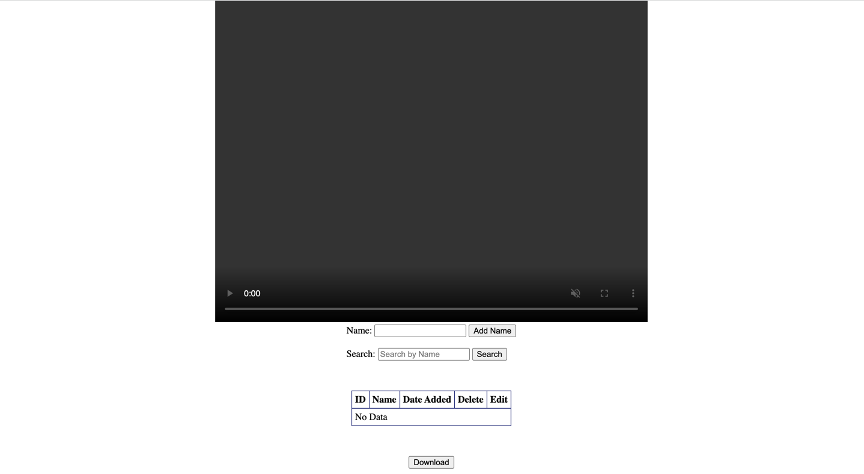 0:00
Name: Add Name
Search: Search by Name Search
ID Name Date Added Delete Edit
No Data
Download